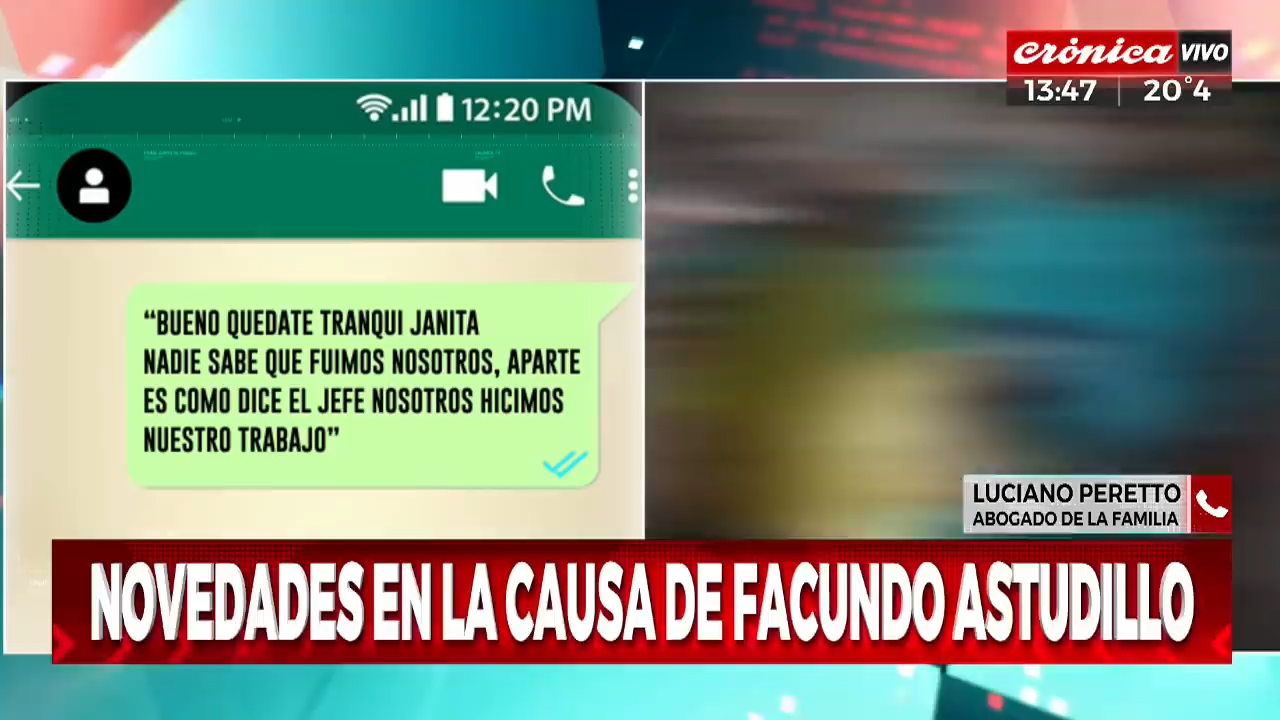 crónica VIVO
13:47 20°4
12:20 PM
“BUENO QUEDATE TRANQUI JANITA
NADIE SABE QUE FUIMOS NOSOTROS, APARTE
ES COMO DICE EL JEFE NOSOTROS HICIMOS
NUESTRO TRABAJO”
LUCIANO PERETTO
ABOGADO DE LA FAMILIA
NOVEDADES EN LA CAUSA DE FACUNDO ASTUDILLO